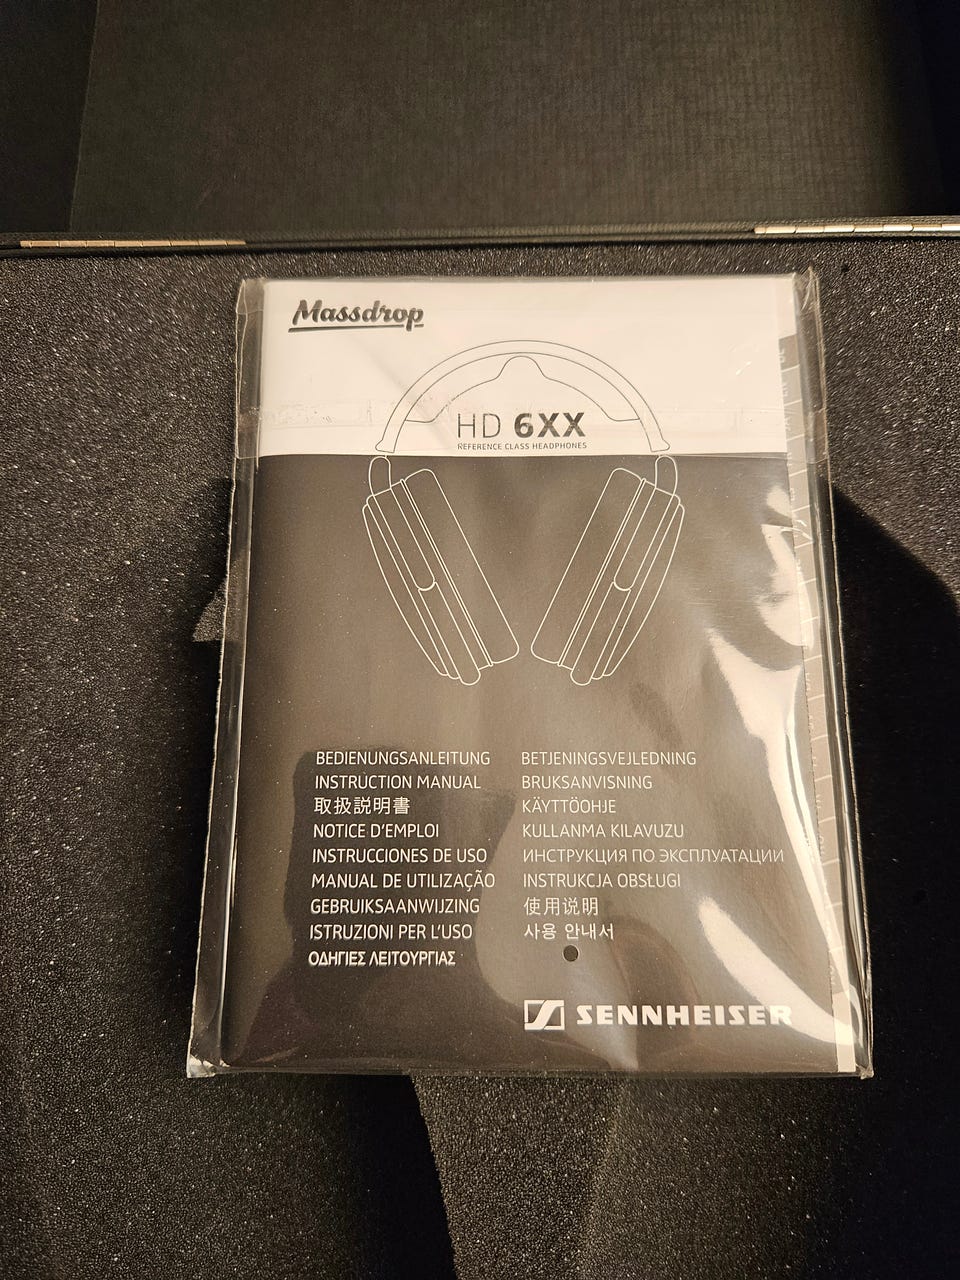 Massdrop
HD 6XX
REFERENCE CLASS HEADPHONES
BEDIENUNGSANLEITUNG
INSTRUCTION MANUAL
取扱説明書
NOTICE D'EMPLOI
INSTRUCCIONES DE USO
MANUAL DE UTILIZAÇÃO
GEBRUIKSAANWIJZING
ISTRUZIONI PER L'USO
ΟΔΗΓΙΕΣ ΛΕΙΤΟΥΡΓΙΑΣ
BETJENINGSVEJLEDNING
BRUKSANVISNING
KÄYTTÖOHJE
KULLANMA KILAVUZU
ИНСТРУКЦИЯ ПО ЭКСПЛУАТАЦИИ
INSTRUKCJA OBSŁUGI
使用说明
사용 안내서
SENNHEISER